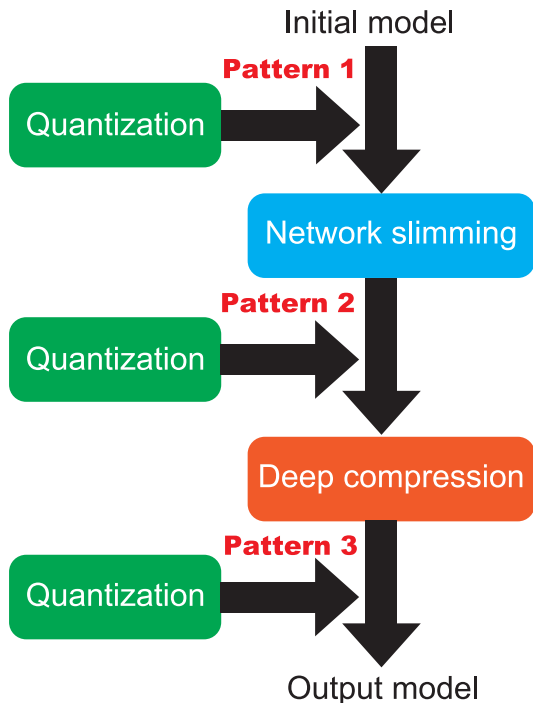 Initial model
Pattern 1
Quantization
Network slimming
Pattern 2
Quantization
Deep compression
Pattern 3
Quantization
Output model